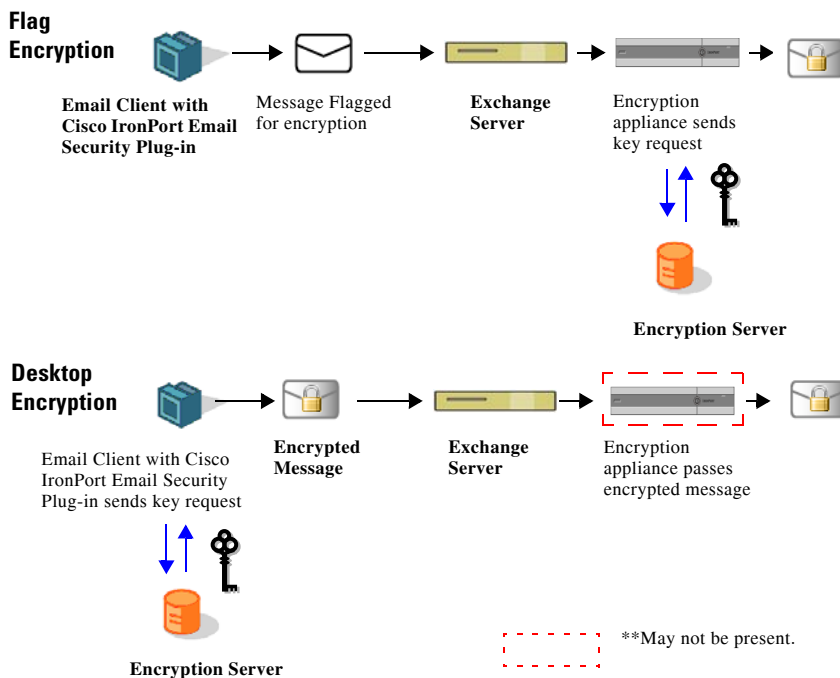 Flag
Encryption
Email Client with
Cisco IronPort Email
Security Plug-in
Message Flagged
for encryption
Exchange
Server
Encryption
appliance sends
key request
Encryption Server
Desktop
Encryption
Email Client with Cisco
IronPort Email Security
Plug-in sends key request
Encrypted
Message
Exchange
Server
Encryption
appliance passes
encrypted message
Encryption Server
**May not be present.